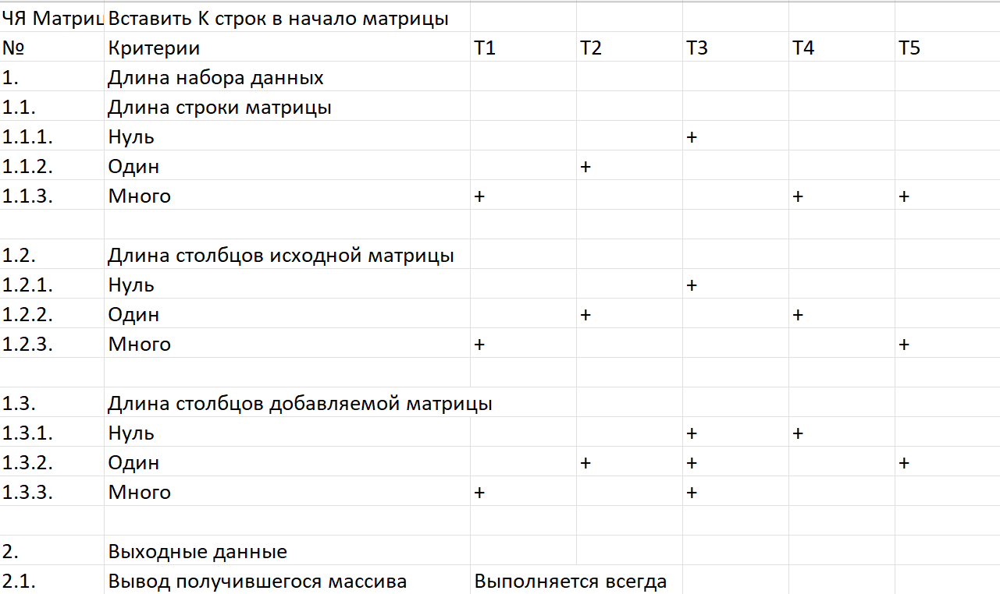 ЧЯ Матриц Вставить K строк в начало матрицы
№ Критерии T1 T2 T3 T4 T5
1. Длина набора данных
1.1. Длина строки матрицы
1.1.1. Нуль +
1.1.2. Один +
1.1.3. Много + + +
1.2. Длина столбцов исходной матрицы
1.2.1. Нуль +
1.2.2. Один + +
1.2.3. Много + +
1.3. Длина столбцов добавляемой матрицы
1.3.1. Нуль + +
1.3.2. Один + + +
1.3.3. Много + +
2. Выходные данные
2.1. Вывод получившегося массива Выполняется всегда